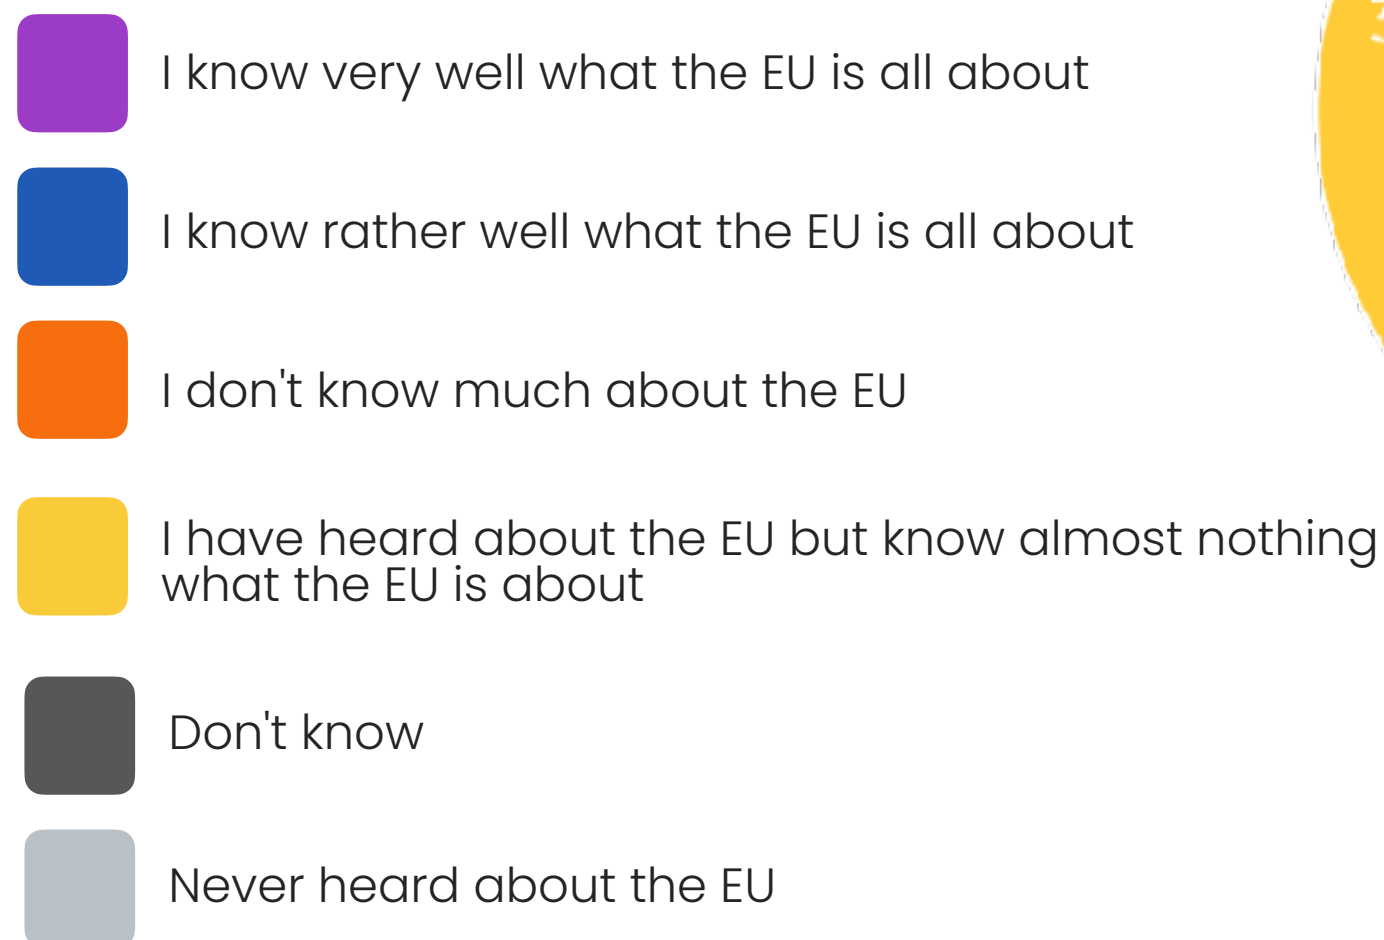 I know very well what the EU is all about
I know rather well what the EU is all about
I don't know much about the EU
I have heard about the EU but know almost nothing
what the EU is about
Don't know
Never heard about the EU